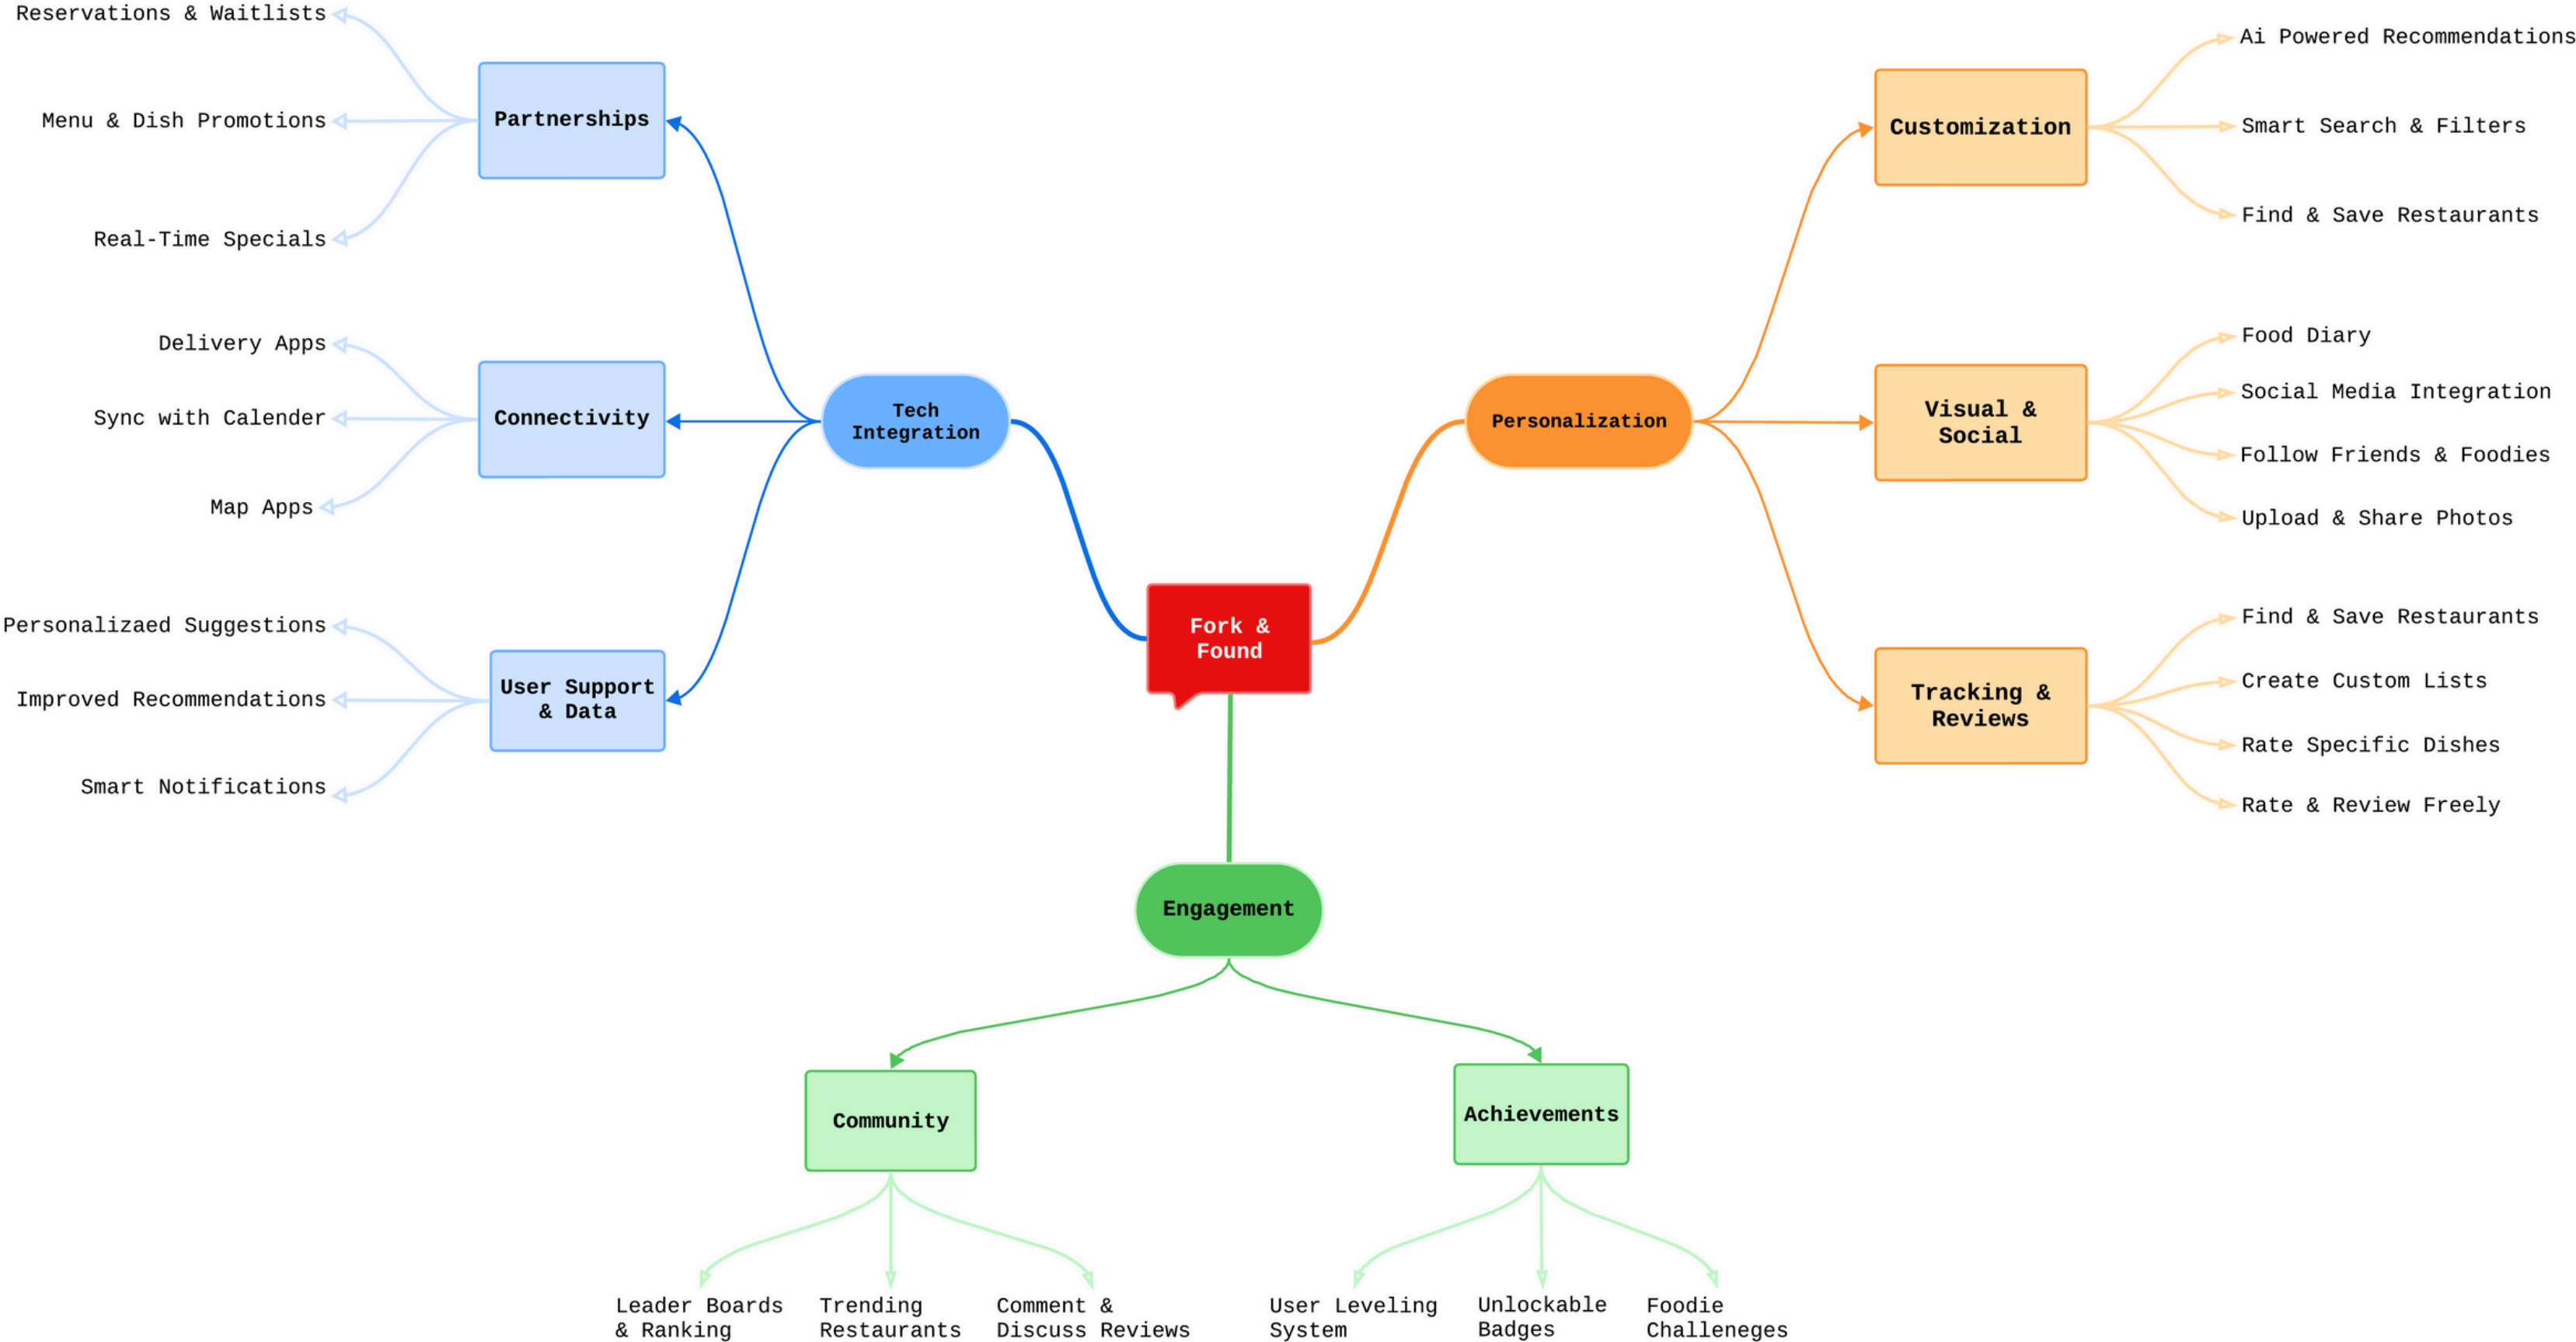 Reservations & Waitlists
Menu & Dish Promotions
Real-Time Specials
Partnerships
Delivery Apps
Sync with Calender
Map Apps
Connectivity
Personalizaed Suggestions
Improved Recommendations
Smart Notifications
User Support
& Data
Tech
Integration
Fork &
Found
Personalization
Customization
Ai Powered Recommendations
Smart Search & Filters
Find & Save Restaurants
Visual &
Social
Food Diary
Social Media Integration
Follow Friends & Foodies
Upload & Share Photos
Tracking &
Reviews
Find & Save Restaurants
Create Custom Lists
Rate Specific Dishes
Rate & Review Freely
Engagement
Community
Leader Boards
& Ranking
Trending
Restaurants
Comment &
Discuss Reviews
Achievements
User Leveling
System
Unlockable
Badges
Foodie
Challeneges